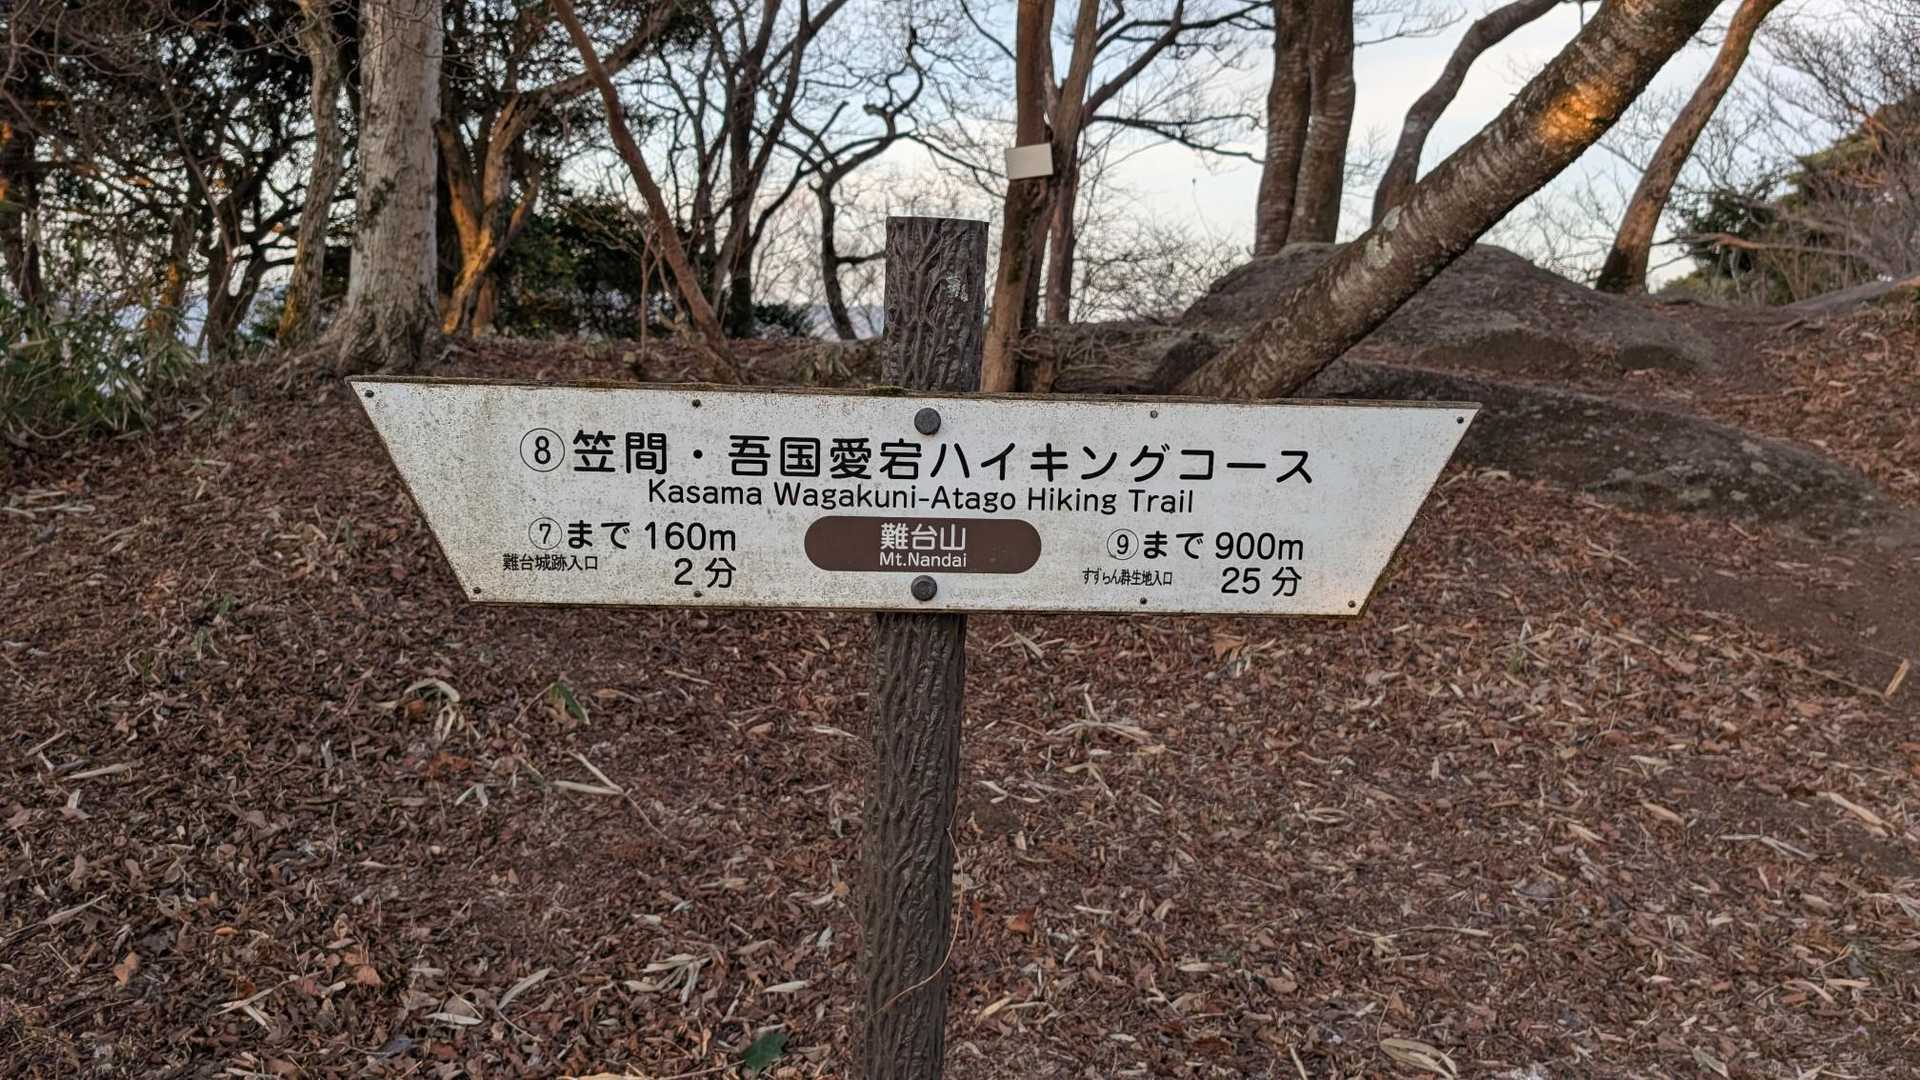 ⑧笠間・吾国愛宕ハイキングコース
Kasama Wagakuni-Atago Hiking Trail
⑦まで 160m
難台城跡入口
2分
難台山
Mt.Nandai
⑨まで 900m
すずらん群生地入口
25分